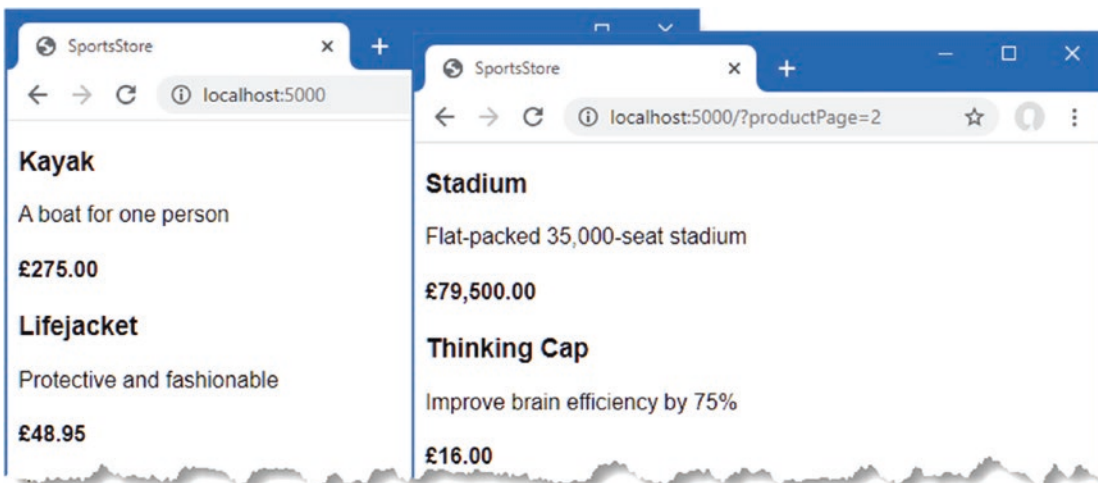 SportsStore
localhost:5000
Kayak
A boat for one person
£275.00
Lifejacket
Protective and fashionable
£48.95
SportsStore
localhost:5000/?productPage=2
Stadium
Flat-packed 35,000-seat stadium
£79,500.00
Thinking Cap
Improve brain efficiency by 75%
£16.00